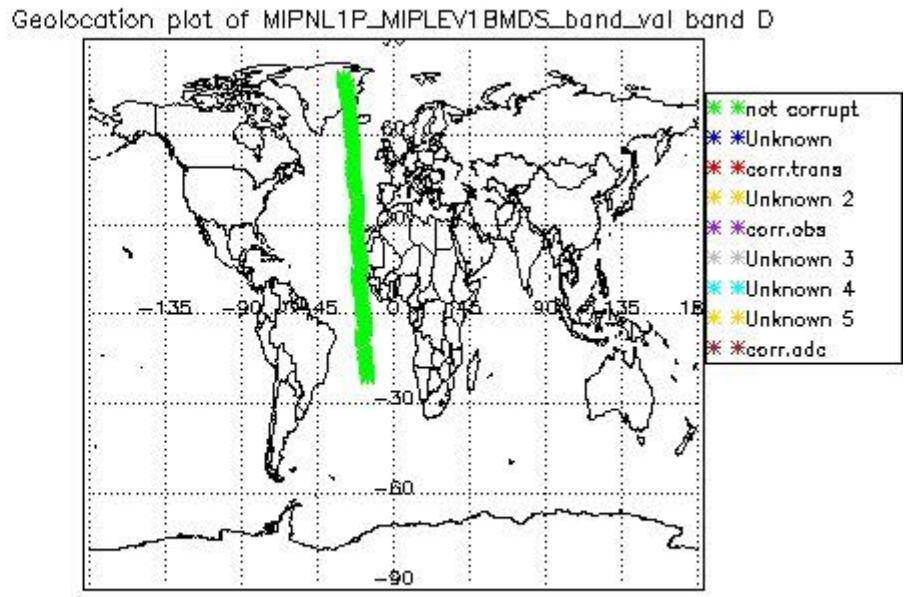 Geolocation plot of MIPNL1P_MIPLEV1BMDS_band_val band D
60
-135 -90 -45 0 45 90 135
-30
-60
-90
* *not corrupt
* *Unknown
* *corr.trans
* *Unknown 2
* *corr.obs
* *Unknown 3
* *Unknown 4
* *Unknown 5
* *corr.adc